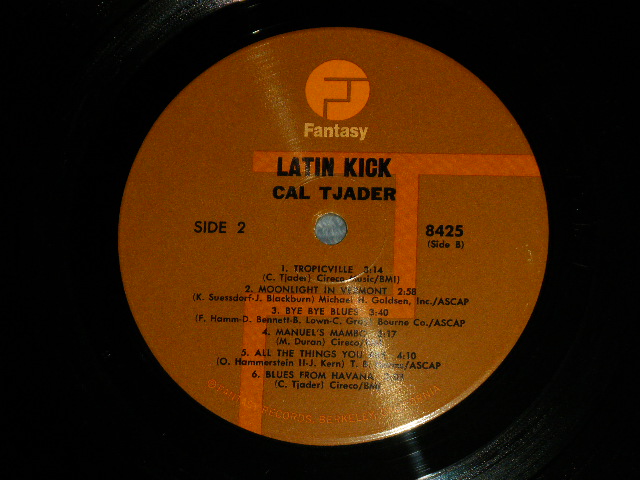 Fantasy
LATIN KICK
CAL TJADER
SIDE 2
8425
(Side B)
1. TROPICVILLE 3:14
(C. Tjader) Cireco Music/BMI)
2. MOONLIGHT IN VERMONT 2:58
(K. Suessdorf-J. Blackburn) Michael H. Goldsen, Inc./ASCAP
3. BYE BYE BLUES 3:40
(F. Hamm-D. Bennett-B. Lown-C. Gray) Bourne Co./ASCAP
4. MANUEL'S MAMBO 3:17
(M. Duran) Cireco/
5. ALL THE THINGS YOU 4:10
(O. Hammerstein II-J. Kern) T. B. /ASCAP
6. BLUES FROM HAVANA
(C. Tjader) Cireco/BMI
RECORDS, BERKELEY,